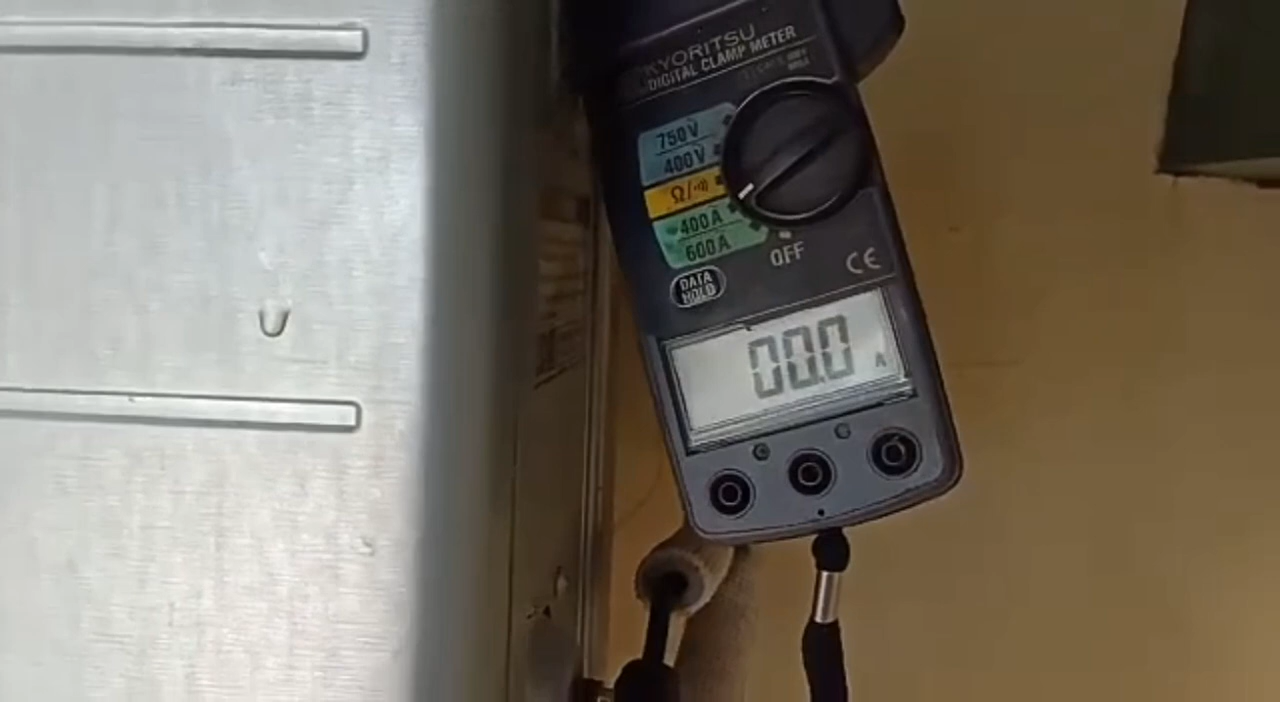 KYORITSU
DIGITAL CLAMP METER
750V
400V
Ω/
400A
600A
OFF
DATA
HOLD
CE
00.0
A